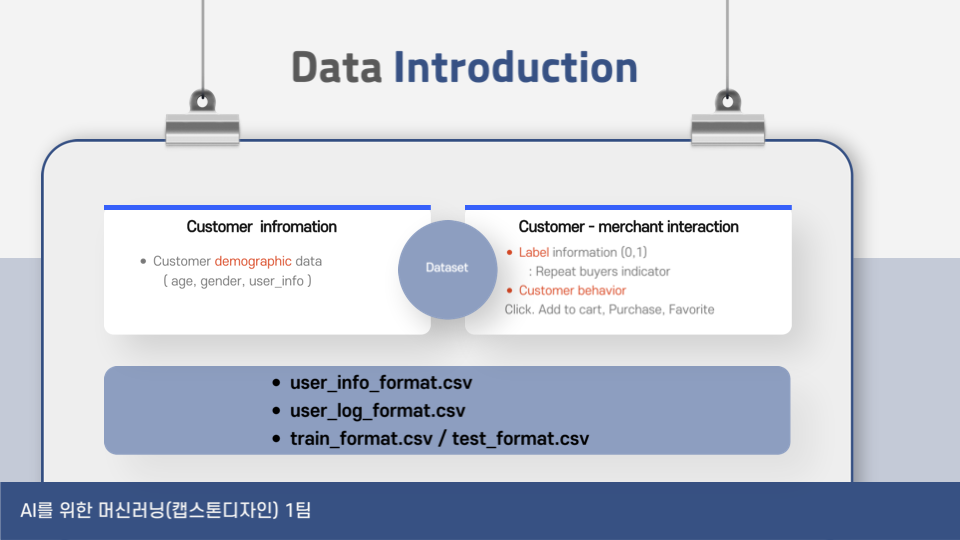 Data Introduction
Customer infromation
• Customer demographic data
( age, gender, user_info )
Dataset
Customer - merchant interaction
• Label information (0,1)
: Repeat buyers indicator
• Customer behavior
Click. Add to cart, Purchase, Favorite
• user_info_format.csv
• user_log_format.csv
• train_format.csv / test_format.csv
AI를 위한 머신러닝(캡스톤디자인) 1팀